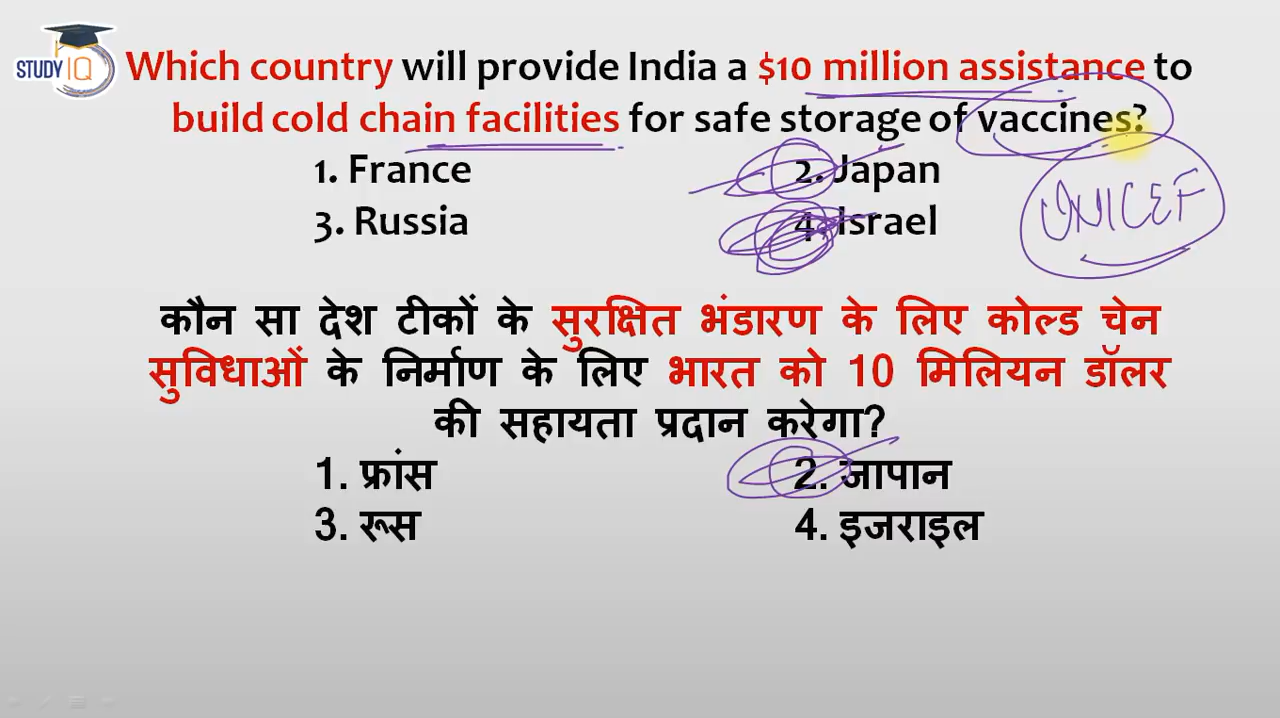 STUDY IQ
Which country will provide India a $10 million assistance to
build cold chain facilities for safe storage of vaccines?
1. France 2. Japan
3. Russia 4. Israel
UNICEF
कौन सा देश टीकों के सुरक्षित भंडारण के लिए कोल्ड चेन
सुविधाओं के निर्माण के लिए भारत को 10 मिलियन डॉलर
की सहायता प्रदान करेगा?
1. फ्रांस 2. जापान
3. रूस 4. इजराइल